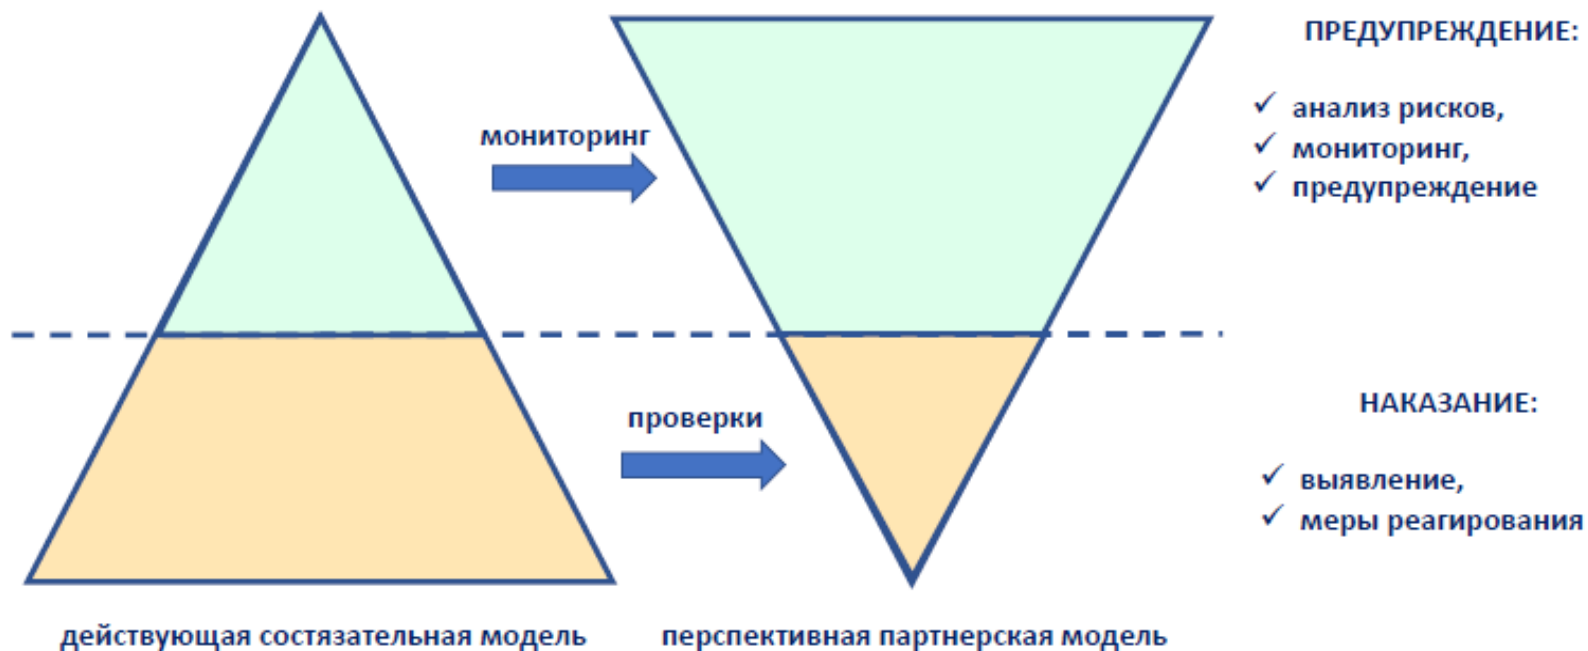 ПРЕДУПРЕЖДЕНИЕ:
✓ анализ рисков,
✓ мониторинг,
✓ предупреждение
мониторинг
проверки
НАКАЗАНИЕ:
✓ выявление,
✓ меры реагирования
действующая состязательная модель
перспективная партнерская модель